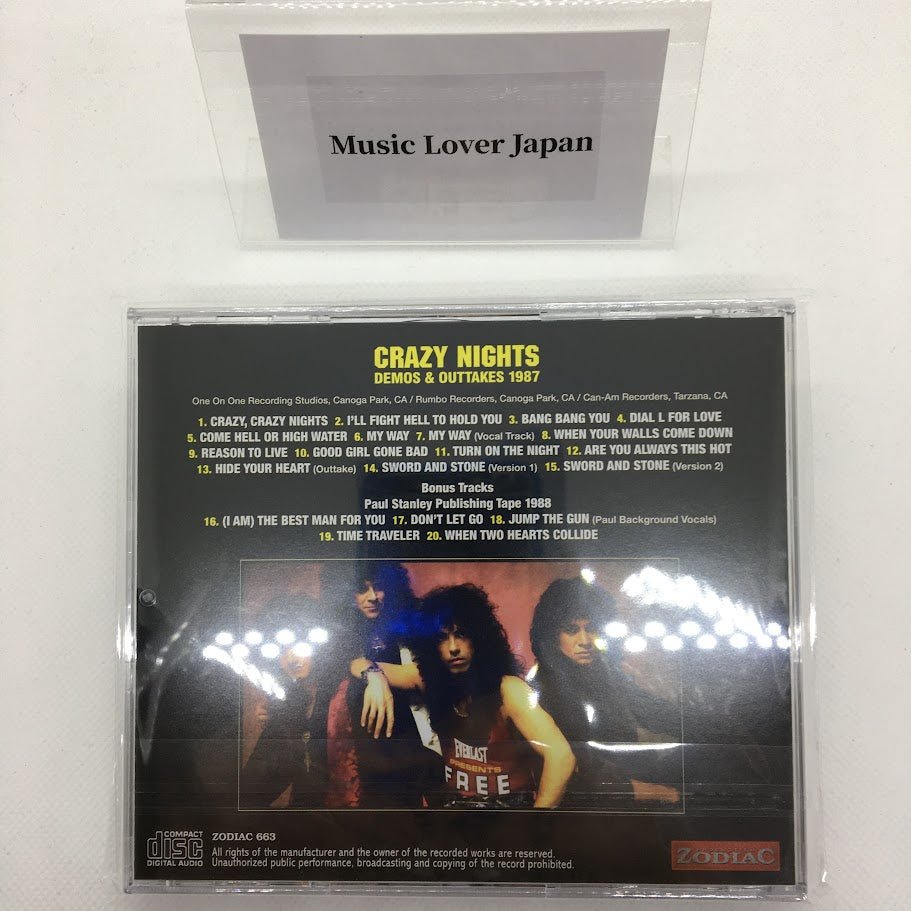 Music Lover Japan
CRAZY NIGHTS
DEMOS & OUTTAKES 1987
One On One Recording Studios, Canoga Park, CA / Rumbo Recorders, Canoga Park, CA / Can-Am Recorders, Tarzana, CA
1. CRAZY, CRAZY NIGHTS 2. I'LL FIGHT HELL TO HOLD YOU 3. BANG BANG YOU 4. DIAL L FOR LOVE
5. COME HELL OR HIGH WATER 6. MY WAY 7. MY WAY (Vocal Track) 8. WHEN YOUR WALLS COME DOWN
9. REASON TO LIVE 10. GOOD GIRL GONE BAD 11. TURN ON THE NIGHT 12. ARE YOU ALWAYS THIS HOT
13. HIDE YOUR HEART (Outtake) 14. SWORD AND STONE (Version 1) 15. SWORD AND STONE (Version 2)
Bonus Tracks
Paul Stanley Publishing Tape 1988
16. (I AM) THE BEST MAN FOR YOU 17. DON'T LET GO 18. JUMP THE GUN (Paul Background Vocals)
19. TIME TRAVELER 20. WHEN TWO HEARTS COLLIDE
EVERLAST
PRESENTS
FREE
COMPACT
disc
DIGITAL AUDIO
ZODIAC 663
All rights of the manufacturer and the owner of the recorded works are reserved.
Unauthorized public performance, broadcasting and copying of the record prohibited.
ZODIAC